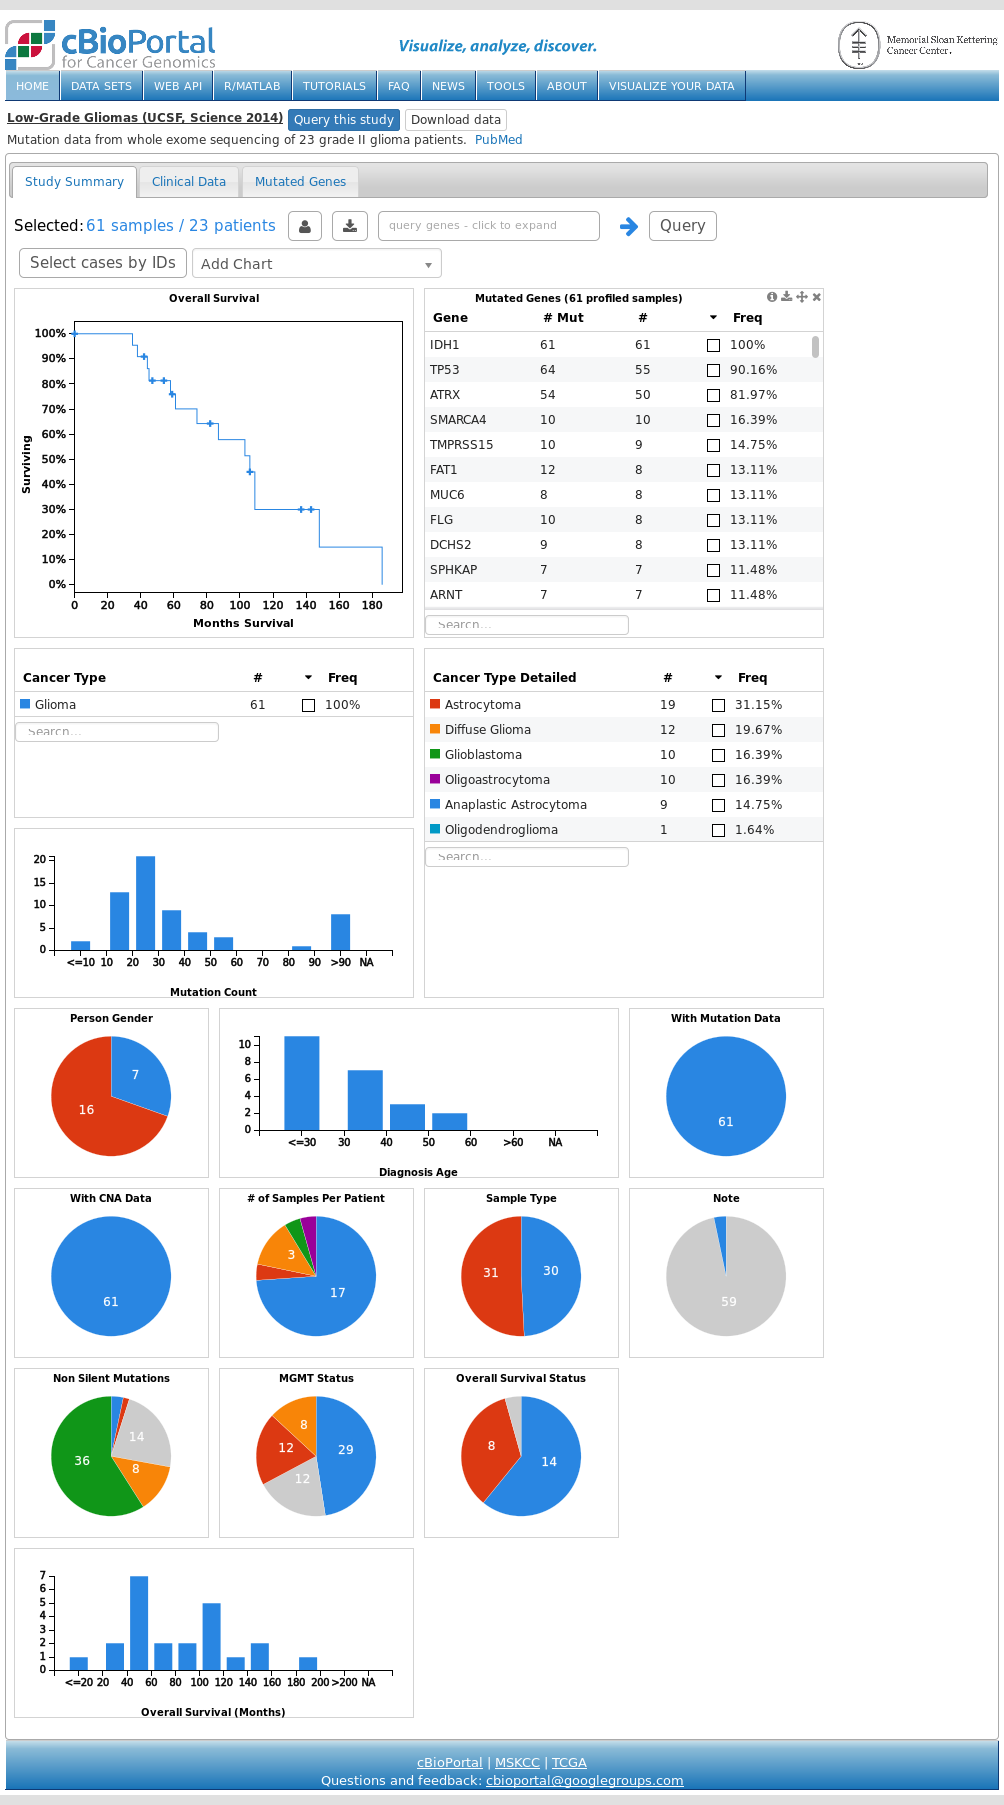 cBioPortal
for Cancer Genomics
Visualize, analyze, discover.
Memorial Sloan Kettering
Cancer Center.
HOME DATA SETS WEB API R/MATLAB TUTORIALS FAQ NEWS TOOLS ABOUT VISUALIZE YOUR DATA
Low-Grade Gliomas (UCSF, Science 2014) Query this study Download data
Mutation data from whole exome sequencing of 23 grade II glioma patients. PubMed
Study Summary Clinical Data Mutated Genes
Selected: 61 samples / 23 patients query genes - click to expand Query
Select cases by IDs Add Chart
Overall Survival
100%
90%
80%
70%
60%
50%
40%
30%
20%
10%
0%
Surviving
0 20 40 60 80 100 120 140 160 180
Months Survival
Mutated Genes (61 profiled samples)
Gene # Mut # Freq
IDH1 61 61 100%
TP53 64 55 90.16%
ATRX 54 50 81.97%
SMARCA4 10 10 16.39%
TMPRSS15 10 9 14.75%
FAT1 12 8 13.11%
MUC6 8 8 13.11%
FLG 10 8 13.11%
DCHS2 9 8 13.11%
SPHKAP 7 7 11.48%
ARNT 7 7 11.48%
Search...
Cancer Type # Freq
Glioma 61 100%
Search...
Cancer Type Detailed # Freq
Astrocytoma 19 31.15%
Diffuse Glioma 12 19.67%
Glioblastoma 10 16.39%
Oligoastrocytoma 10 16.39%
Anaplastic Astrocytoma 9 14.75%
Oligodendroglioma 1 1.64%
Search...
20
15
10
5
0
<=10 10 20 30 40 50 60 70 80 90 >90 NA
Mutation Count
Person Gender
7
16
10
8
6
4
2
0
<=30 30 40 50 60 >60 NA
Diagnosis Age
With Mutation Data
61
With CNA Data
61
# of Samples Per Patient
3
17
Sample Type
31 30
Note
59
Non Silent Mutations
14
36
8
MGMT Status
8
12 29
12
Overall Survival Status
8
14
7
6
5
4
3
2
1
0
<=20 20 40 60 80 100 120 140 160 180 200 >200 NA
Overall Survival (Months)
cBioPortal | MSKCC | TCGA
Questions and feedback: cbioportal@googlegroups.com